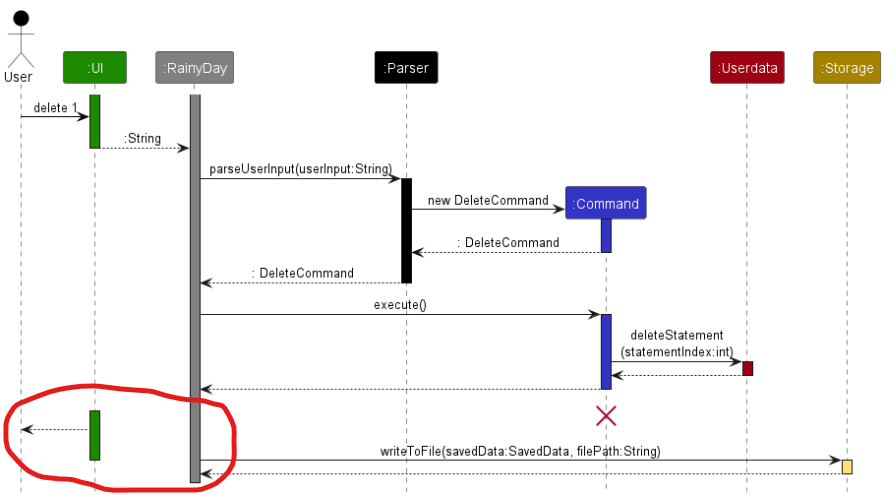 User
:UI
:RainyDay
:Parser
:Userdata
:Storage
delete 1
:String
parseUserInput(userInput:String)
new DeleteCommand
:Command
: DeleteCommand
: DeleteCommand
execute()
deleteStatement
(statementIndex:int)
writeToFile(savedData:SavedData, filePath:String)